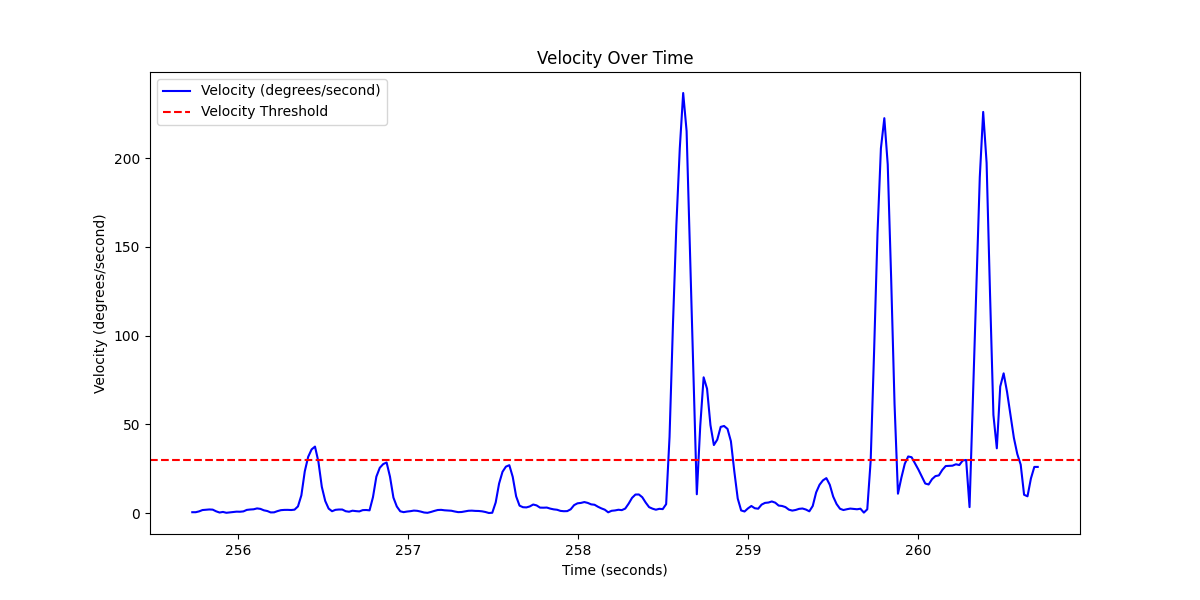 Velocity Over Time
Velocity (degrees/second)
Velocity Threshold
Velocity (degrees/second)
200
150
100
50
0
256 257 258 259 260
Time (seconds)